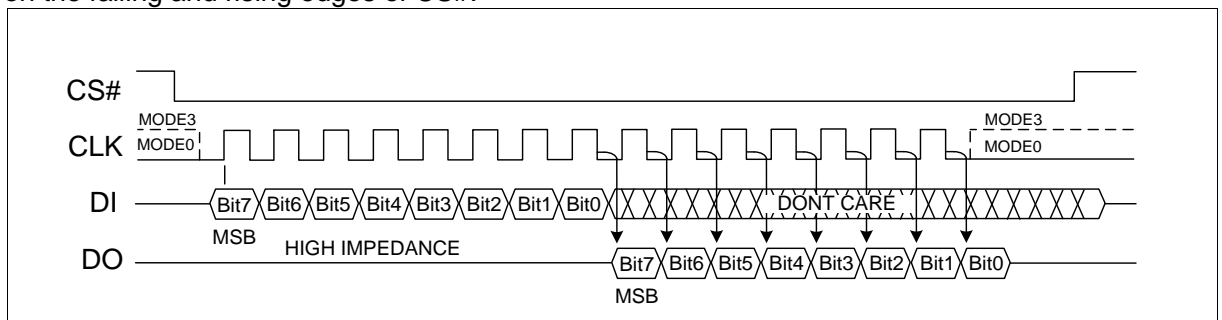 on the falling and rising edges of CS#.
CS#
MODE3 MODE3
CLK MODE0 MODE0
DI Bit7 Bit6 Bit5 Bit4 Bit3 Bit2 Bit1 Bit0 DONT CARE
MSB HIGH IMPEDANCE
DO Bit7 Bit6 Bit5 Bit4 Bit3 Bit2 Bit1 Bit0
MSB